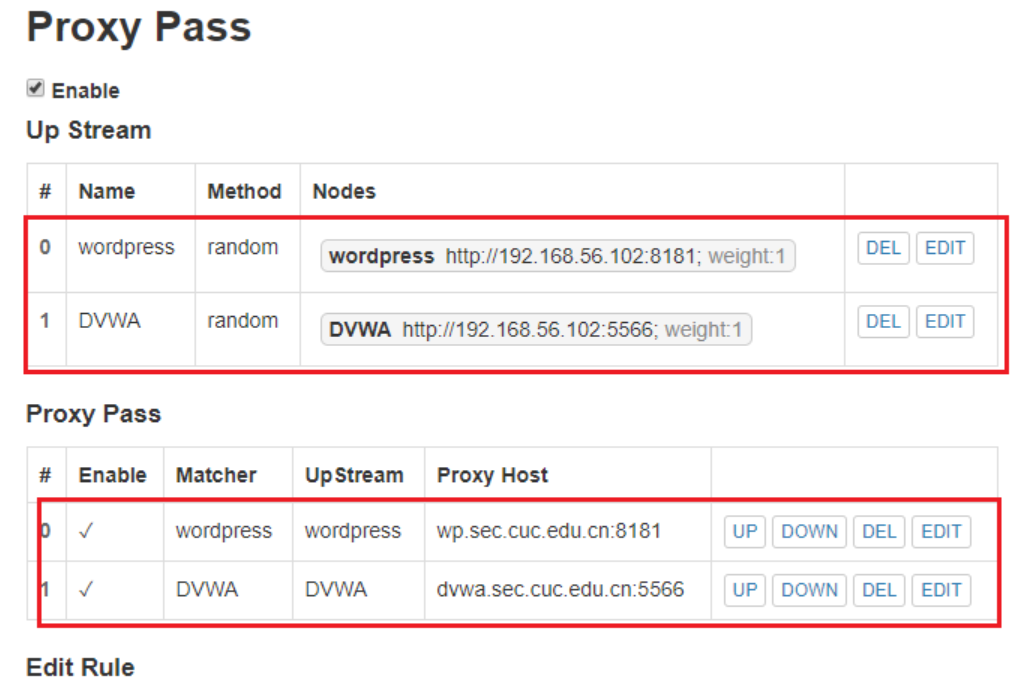 Proxy Pass
Enable
Up Stream
# Name Method Nodes
0 wordpress random wordpress http://192.168.56.102:8181; weight:1 DEL EDIT
1 DVWA random DVWA http://192.168.56.102:5566; weight:1 DEL EDIT
Proxy Pass
# Enable Matcher UpStream Proxy Host
0 √ wordpress wordpress wp.sec.cuc.edu.cn:8181 UP DOWN DEL EDIT
1 √ DVWA DVWA dvwa.sec.cuc.edu.cn:5566 UP DOWN DEL EDIT
Edit Rule